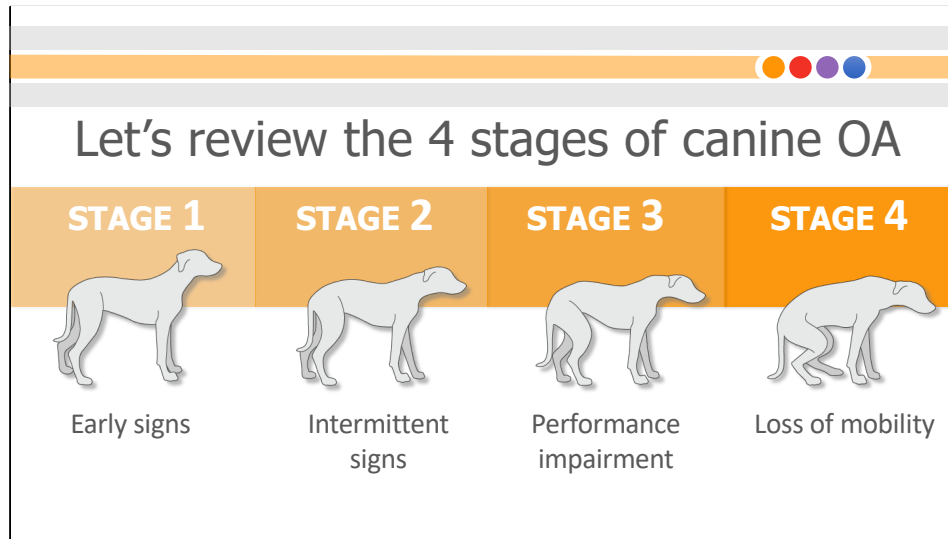 Let’s review the 4 stages of canine OA
STAGE 1
STAGE 2
STAGE 3
STAGE 4
Early signs
Intermittent
signs
Performance
impairment
Loss of mobility